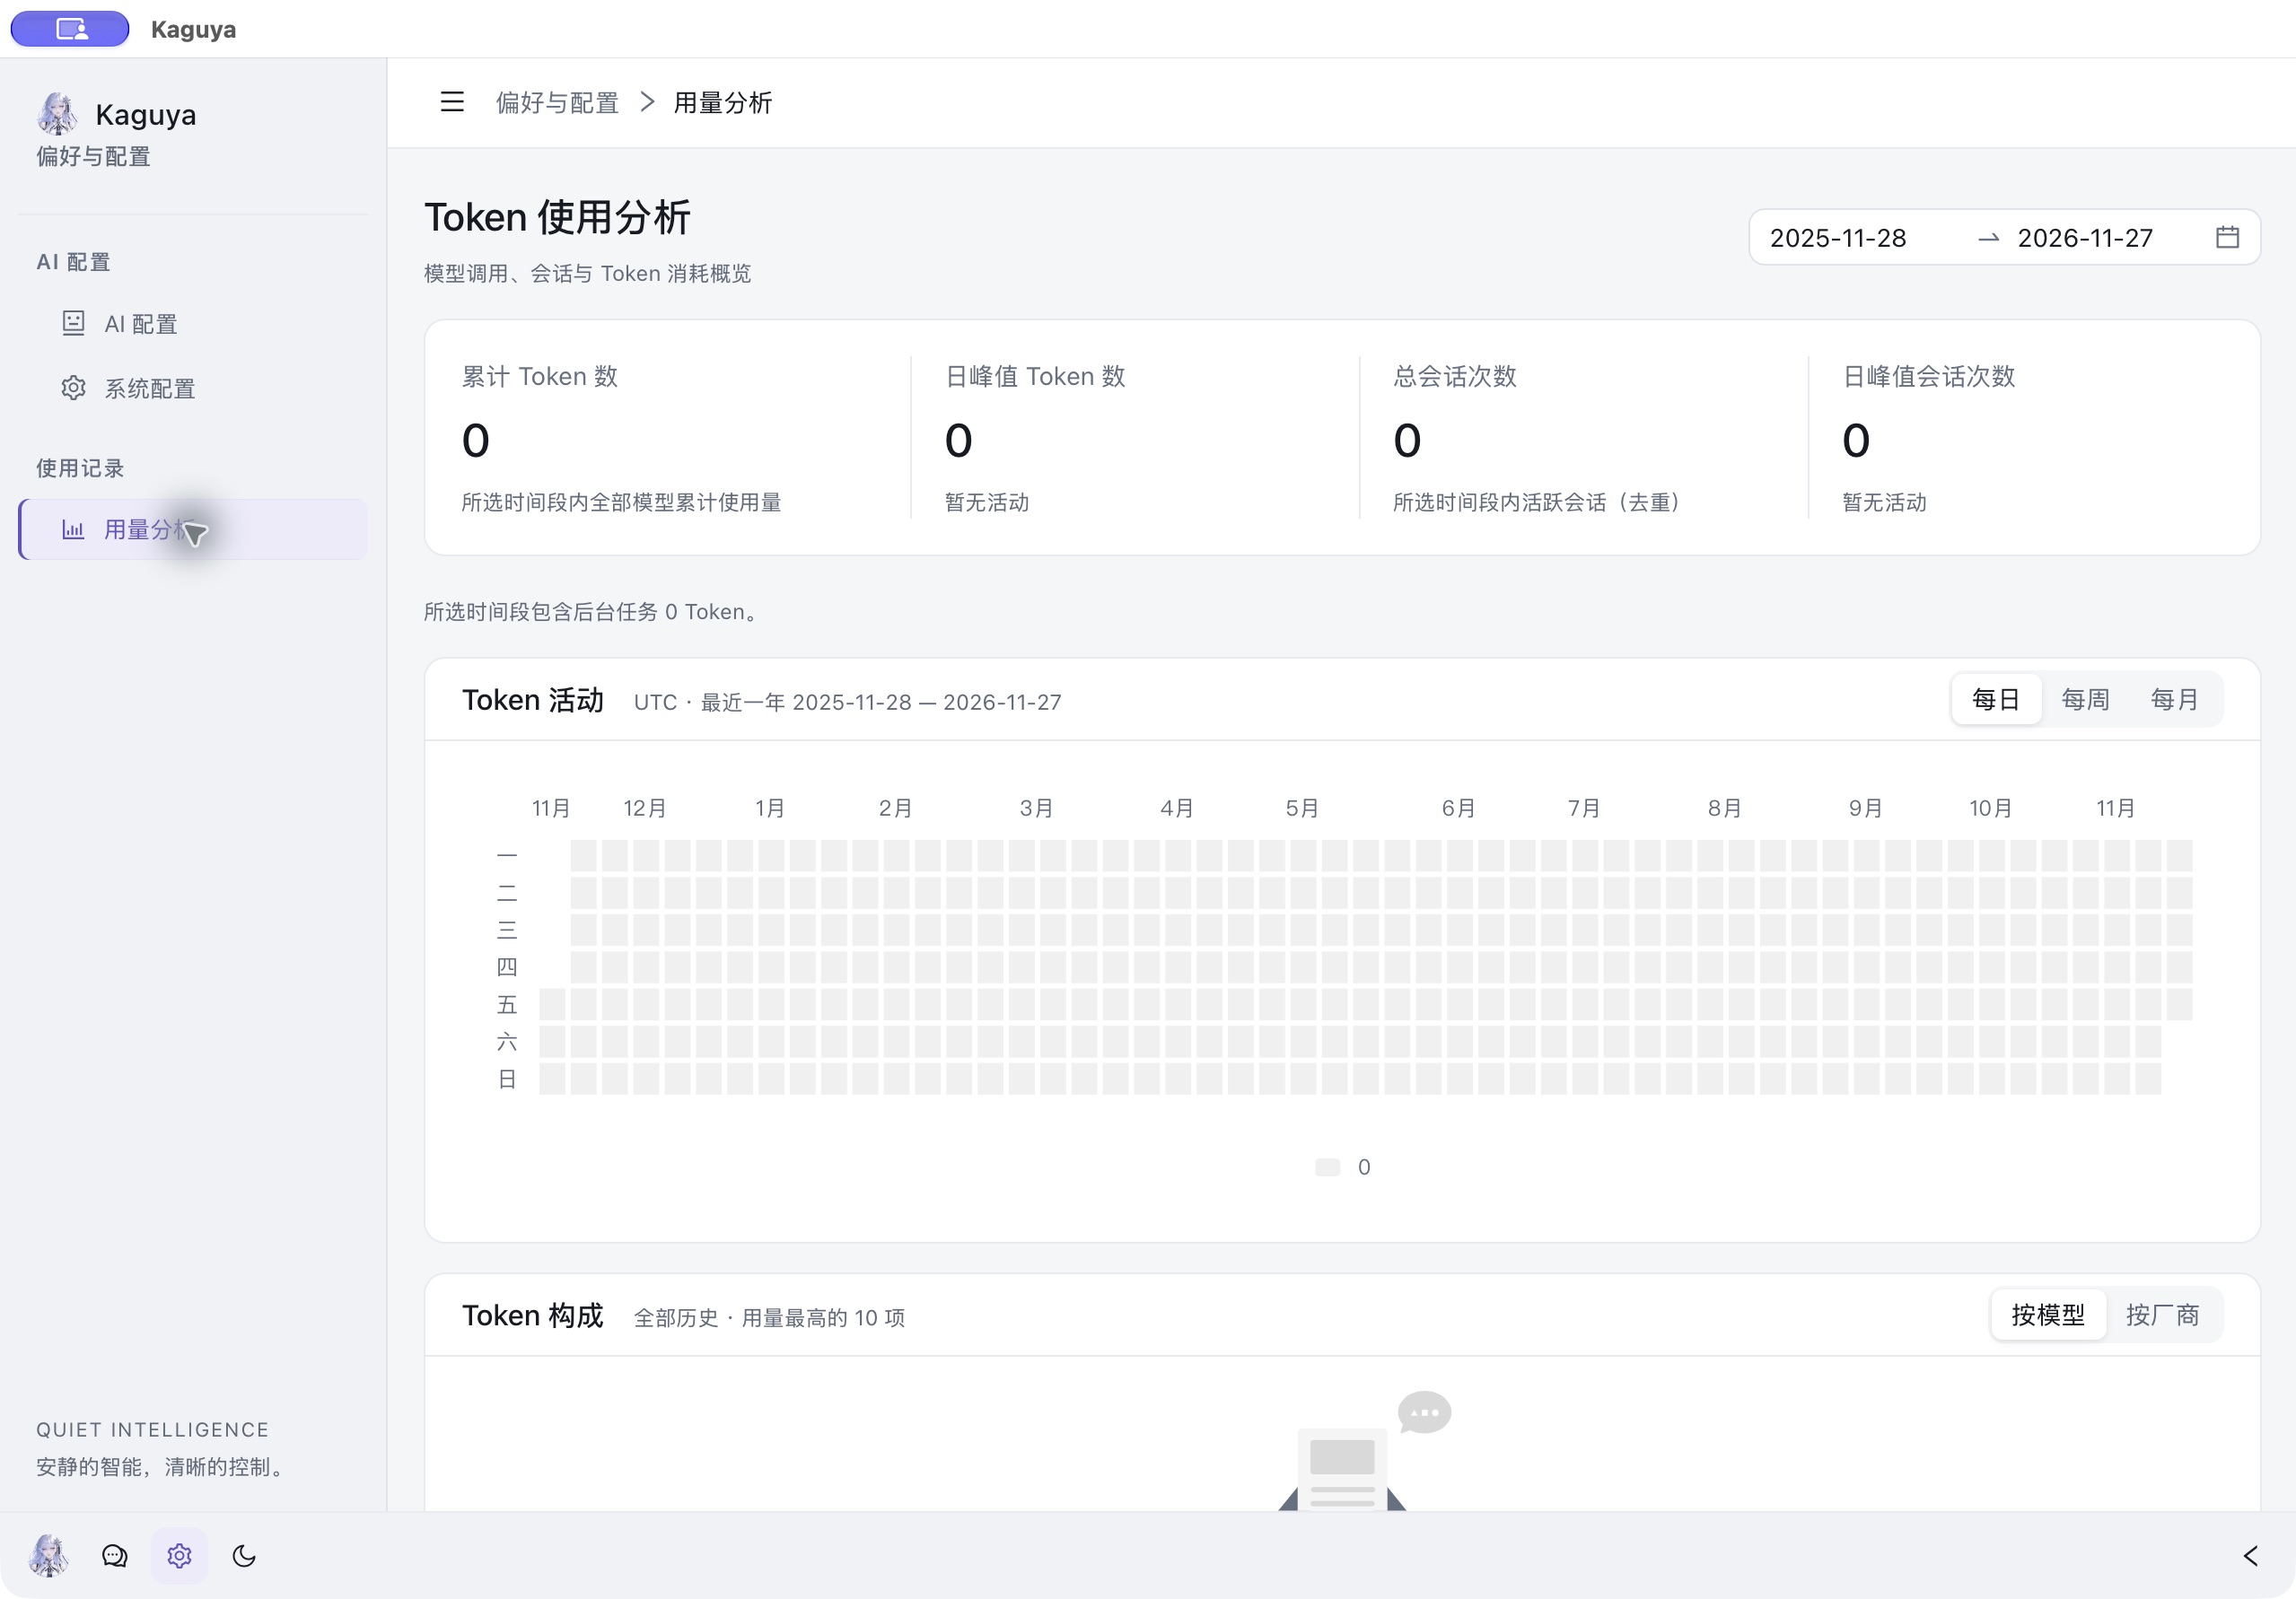 Kaguya
Kaguya
偏好与配置
AI 配置
AI 配置
系统配置
使用记录
用量分析
QUIET INTELLIGENCE
安静的智能，清晰的控制。
偏好与配置 > 用量分析
Token 使用分析
模型调用、会话与 Token 消耗概览
2025-11-28 → 2026-11-27
累计 Token 数
0
所选时间段内全部模型累计使用量
日峰值 Token 数
0
暂无活动
总会话次数
0
所选时间段内活跃会话（去重）
日峰值会话次数
0
暂无活动
所选时间段包含后台任务 0 Token。
Token 活动 UTC · 最近一年 2025-11-28 — 2026-11-27
每日 每周 每月
11月 12月 1月 2月 3月 4月 5月 6月 7月 8月 9月 10月 11月
一
二
三
四
五
六
日
0
Token 构成 全部历史 · 用量最高的 10 项
按模型 按厂商